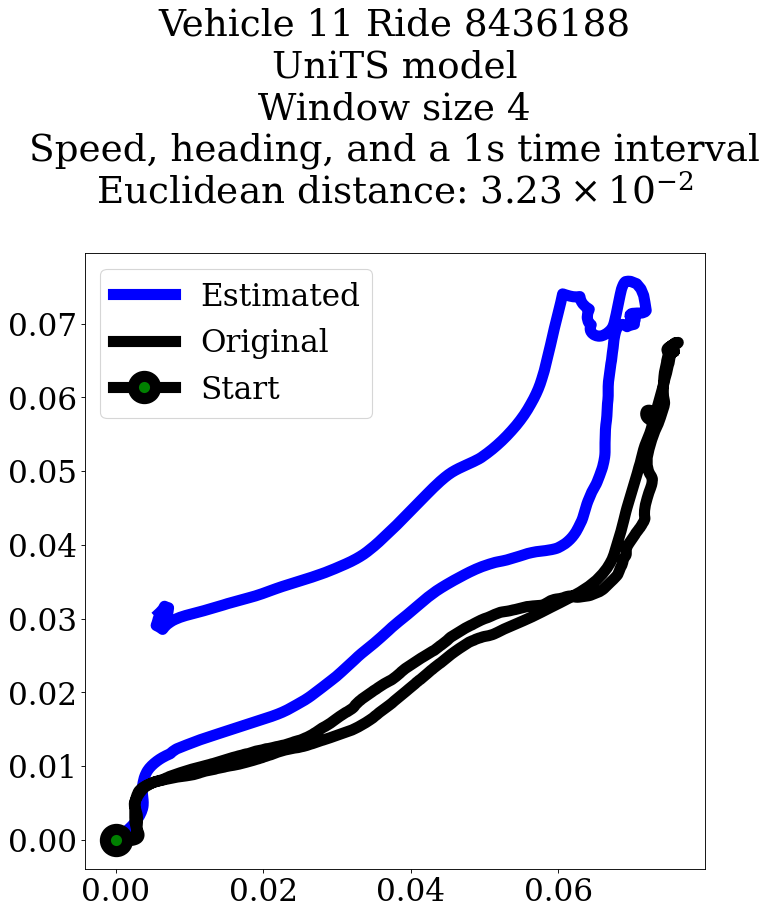 Vehicle 11 Ride 8436188
UniTS model
Window size 4
Speed, heading, and a 1s time interval
Euclidean distance: 3.23 × 10⁻²
Estimated
Original
Start
0.07
0.06
0.05
0.04
0.03
0.02
0.01
0.00
0.00 0.02 0.04 0.06